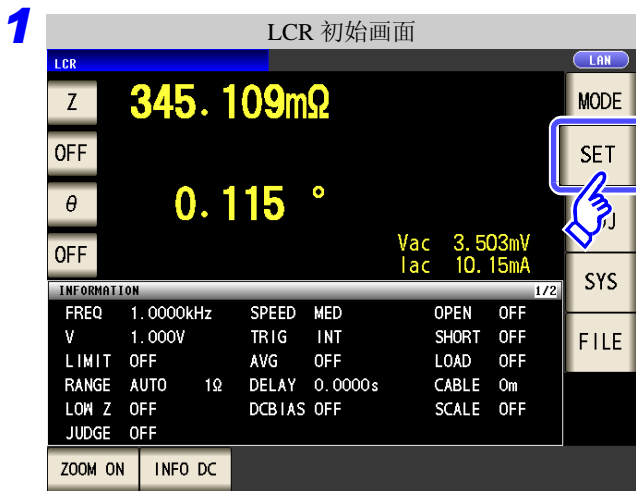 1
LCR 初始画面
LCR
LAN
Z 345.109mΩ
MODE
OFF
SET
θ 0.115 °
OFF
Vac 3.503mV
Iac 10.15mA
SYS
INFORMATION 1/2
FREQ 1.0000kHz SPEED MED OPEN OFF
V 1.000V TRIG INT SHORT OFF
FILE
LIMIT OFF AVG OFF LOAD OFF
RANGE AUTO 1Ω DELAY 0.0000s CABLE 0m
LOW Z OFF DCBIAS OFF SCALE OFF
JUDGE OFF
ZOOM ON INFO DC